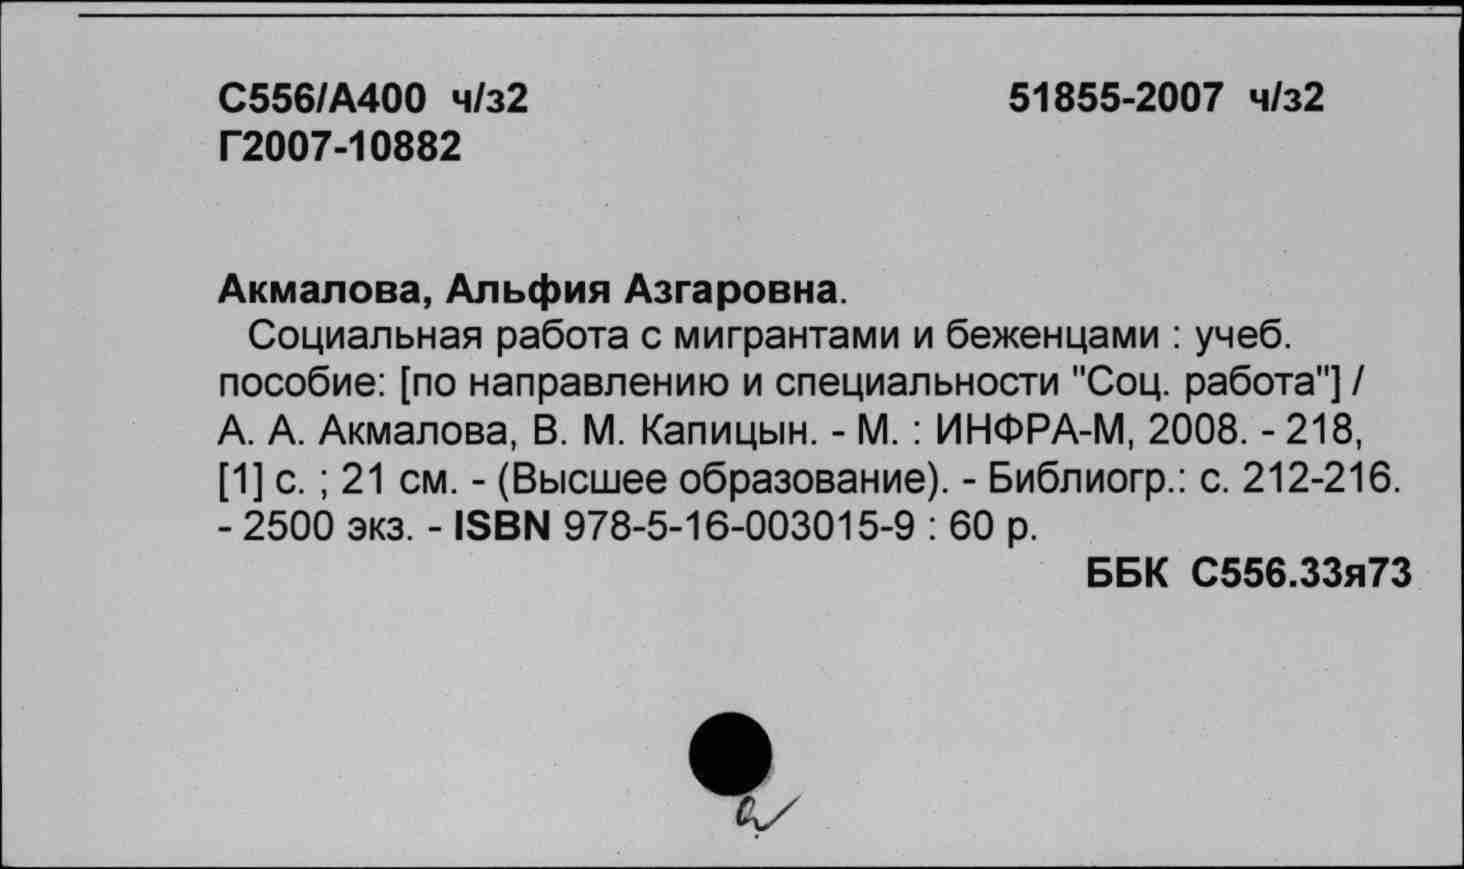 С556/А400 ч/з2 51855-2007 ч/з2
Г2007-10882
Акмалова, Альфия Азгаровна.
Социальная работа с мигрантами и беженцами : учеб.
пособие: [по направлению и специальности "Соц. работа"] /
А. А. Акмалова, В. М. Капицын. - М. : ИНФРА-М, 2008. - 218,
[1] с. ; 21 см. - (Высшее образование). - Библиогр.: с. 212-216.
- 2500 экз. - ISBN 978-5-16-003015-9 : 60 р.
ББК С556.33я73